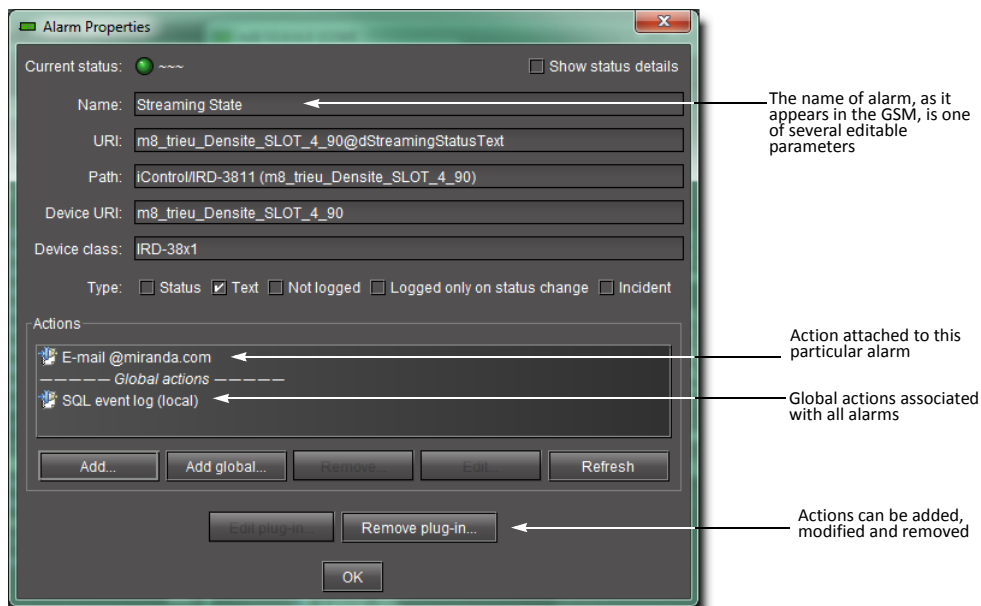 Alarm Properties
Current status: ~~~ Show status details
Name: Streaming State
URI: m8_trieu_Densite_SLOT_4_90@dStreamingStatusText
Path: iControl/IRD-3811 (m8_trieu_Densite_SLOT_4_90)
Device URI: m8_trieu_Densite_SLOT_4_90
Device class: IRD-38x1
Type: Status Text Not logged Logged only on status change Incident
Actions
E-mail @miranda.com
————— Global actions —————
SQL event log (local)
Add... Add global... Remove... Edit... Refresh
Edit plug-in... Remove plug-in...
OK
The name of alarm, as it
appears in the GSM, is one
of several editable
parameters
Action attached to this
particular alarm
Global actions associated
with all alarms
Actions can be added,
modified and removed